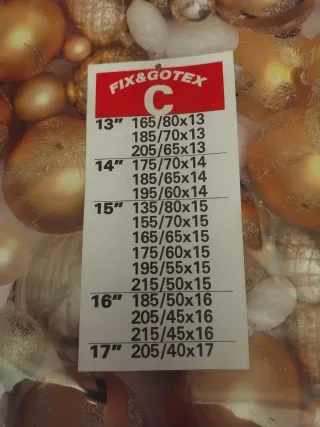 FIX&GOTEX
C
13" 165/80x13
185/70x13
205/65x13
14" 175/70x14
185/65x14
195/60x14
15" 135/80x15
155/70x15
165/65x15
175/60x15
195/55x15
215/50x15
16" 185/50x16
205/45x16
215/45x16
17" 205/40x17